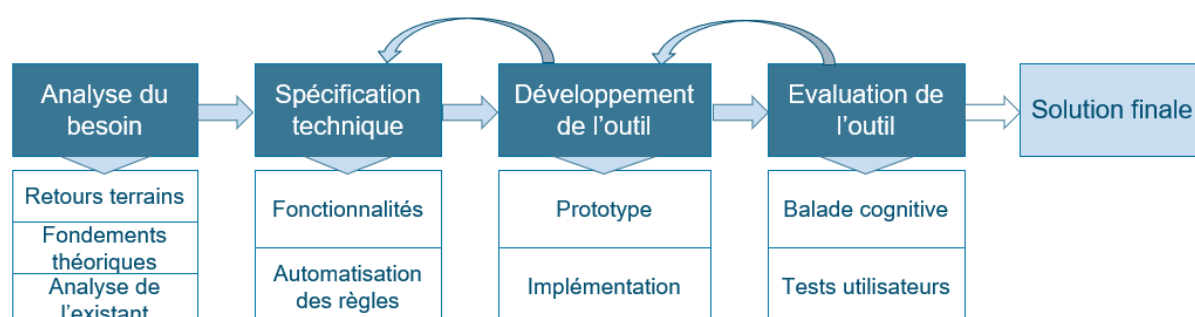 Analyse du
besoin
Spécification
technique
Développement
de l'outil
Evaluation de
l'outil
Solution finale
Retours terrains
Fondements
théoriques
Analyse de
l'existant
Fonctionnalités
Automatisation
des règles
Prototype
Implémentation
Balade cognitive
Tests utilisateurs